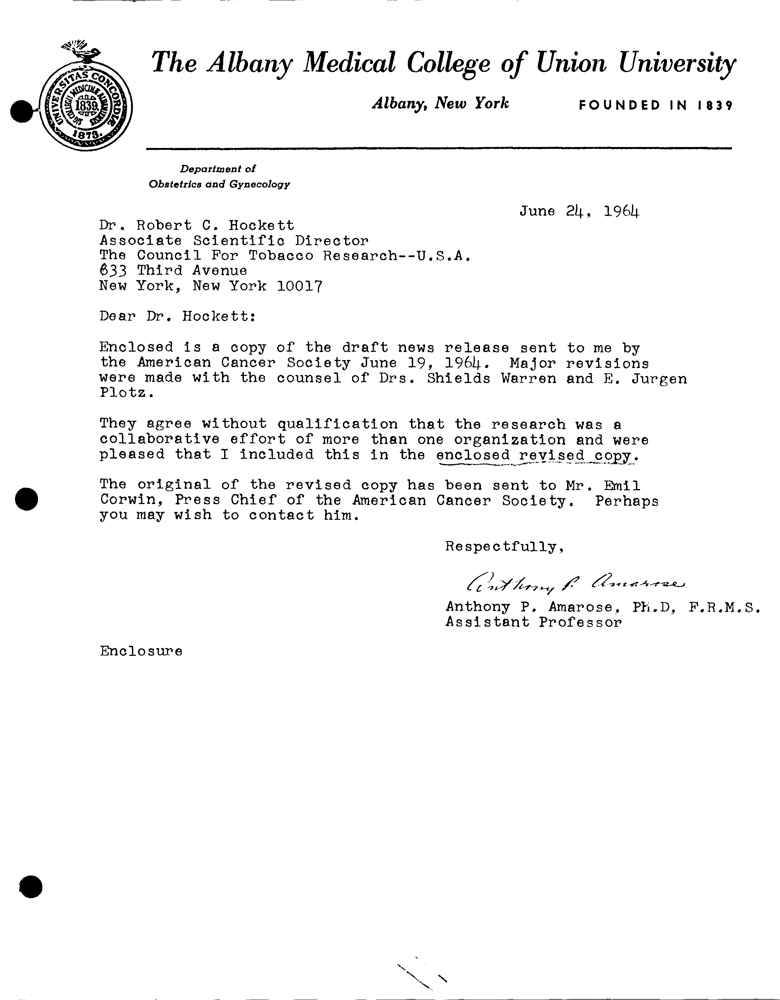 The Albany Medical College of Union University
Albany, New York FOUNDED IN 1839
UNIVERSITAS CONCORDIAE
1839
1873.
Department of
Obstetrics and Gynecology
June 24, 1964
Dr. Robert C. Hockett
Associate Scientific Director
The Council For Tobacco Research--U.S.A.
633 Third Avenue
New York, New York 10017
Dear Dr. Hockett:
Enclosed is a copy of the draft news release sent to me by
the American Cancer Society June 19, 1964. Major revisions
were made with the counsel of Drs. Shields Warren and E. Jurgen
Plotz.
They agree without qualification that the research was a
collaborative effort of more than one organization and were
pleased that I included this in the enclosed revised copy.
The original of the revised copy has been sent to Mr. Emil
Corwin, Press Chief of the American Cancer Society. Perhaps
you may wish to contact him.
Respectfully,
Anthony P. Amarose
Anthony P. Amarose, Ph.D, F.R.M.S.
Assistant Professor
Enclosure